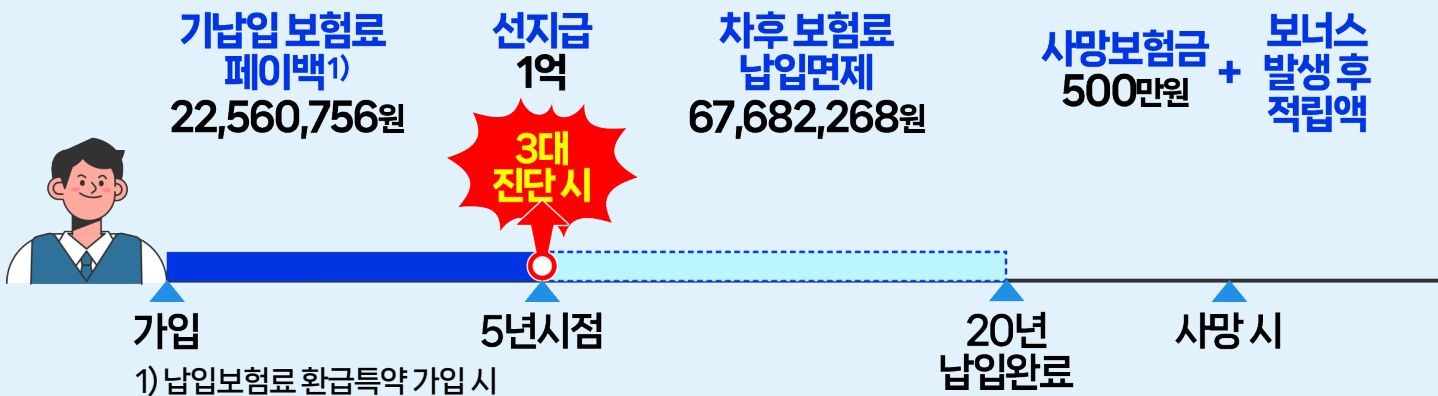 기납입 보험료
페이백1)
22,560,756원
선지급
1억
차후 보험료
납입면제
67,682,268원
사망보험금
500만원
+
보너스
발생 후
적립액
3대
진단 시
가입
5년시점
20년
납입완료
사망 시
1) 납입보험료 환급특약 가입 시